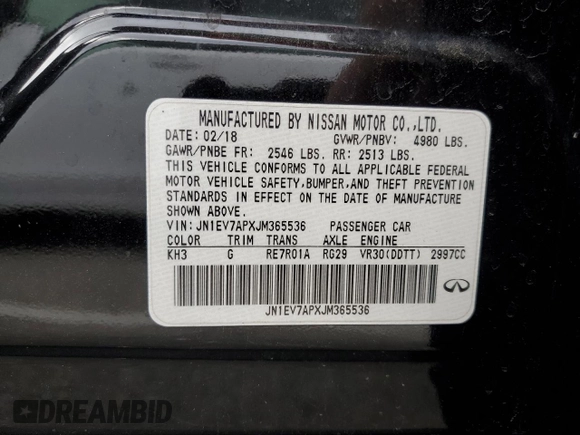 MANUFACTURED BY NISSAN MOTOR CO.,LTD.
DATE: 02/18 GVWR/PNBV: 4980 LBS.
GAWR/PNBE FR: 2546 LBS. RR: 2513 LBS.
THIS VEHICLE CONFORMS TO ALL APPLICABLE FEDERAL
MOTOR VEHICLE SAFETY,BUMPER,AND THEFT PREVENTION
STANDARDS IN EFFECT ON THE DATE OF MANUFACTURE
SHOWN ABOVE.
VIN:JN1EV7APXJM365536 PASSENGER CAR
COLOR TRIM TRANS AXLE ENGINE
KH3 G RE7R01A RG29 VR30(DDTT) 2997CC
JN1EV7APXJM365536
DREAMBID